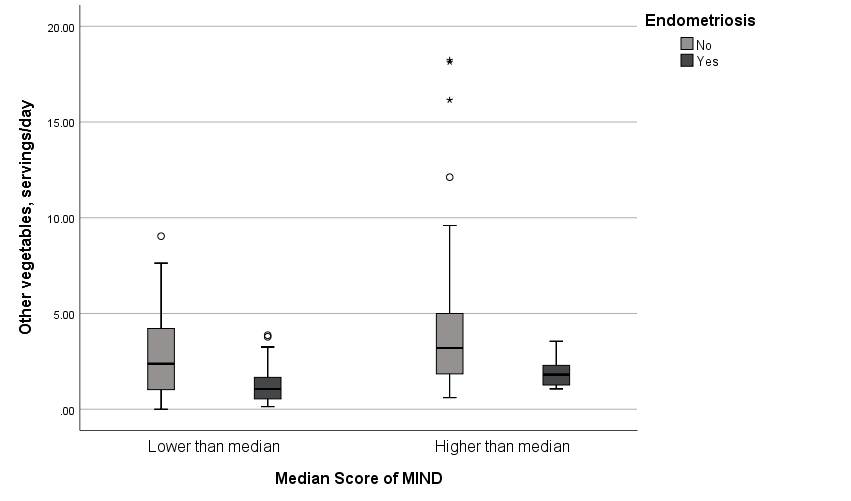 Endometriosis
No
Yes
Other vegetables, servings/day
20.00
15.00
10.00
5.00
.00
Lower than median
Higher than median
Median Score of MIND